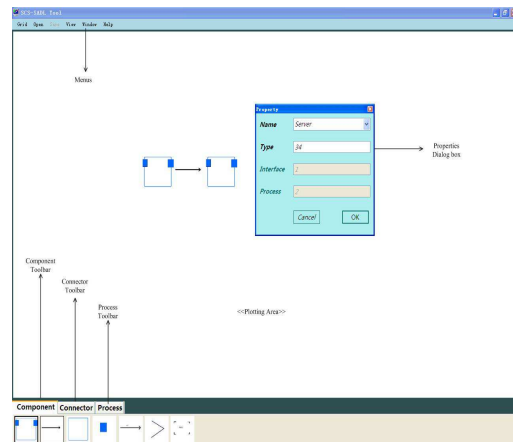 SCS-SADL Tool
Grid Open Save View Window Help
Menus
Property
Name Server
Type 34
Interface 2
Process 2
Cancel OK
Properties
Dialog box
Component
Toolbar
Connector
Toolbar
Process
Toolbar
<<Plotting Area>>
Component Connector Process